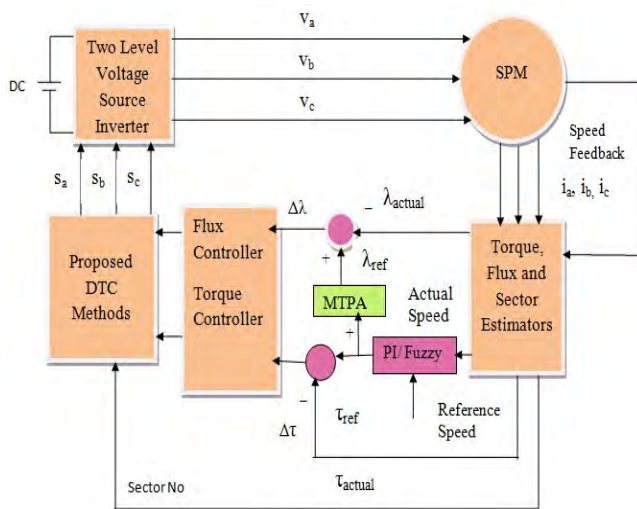 DC
Two Level
Voltage
Source
Inverter
va
vb
vc
SPM
Speed
Feedback
sa
sb
sc
ia, ib, ic
Proposed
DTC
Methods
Flux
Controller
Torque
Controller
Δλ
−
λactual
+
λref
MTPA
Actual
Speed
Torque,
Flux and
Sector
Estimators
+
PI/Fuzzy
−
Δτ
τref
Reference
Speed
τactual
Sector No